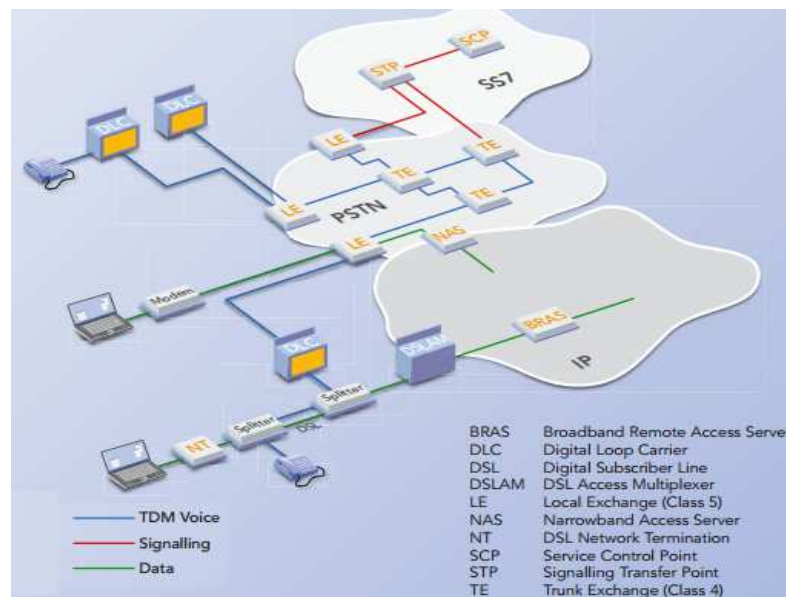 SCP
STP
SS7
DLC
DLC
LE
TE
TE
LE
PSTN
TE
LE
NAS
Modem
BRAS
DLC
DSLAM
IP
Splitter
Splitter
DSL
NT
BRAS Broadband Remote Access Serve
DLC Digital Loop Carrier
DSL Digital Subscriber Line
DSLAM DSL Access Multiplexer
LE Local Exchange (Class 5)
NAS Narrowband Access Server
NT DSL Network Termination
SCP Service Control Point
STP Signalling Transfer Point
TE Trunk Exchange (Class 4)
TDM Voice
Signalling
Data